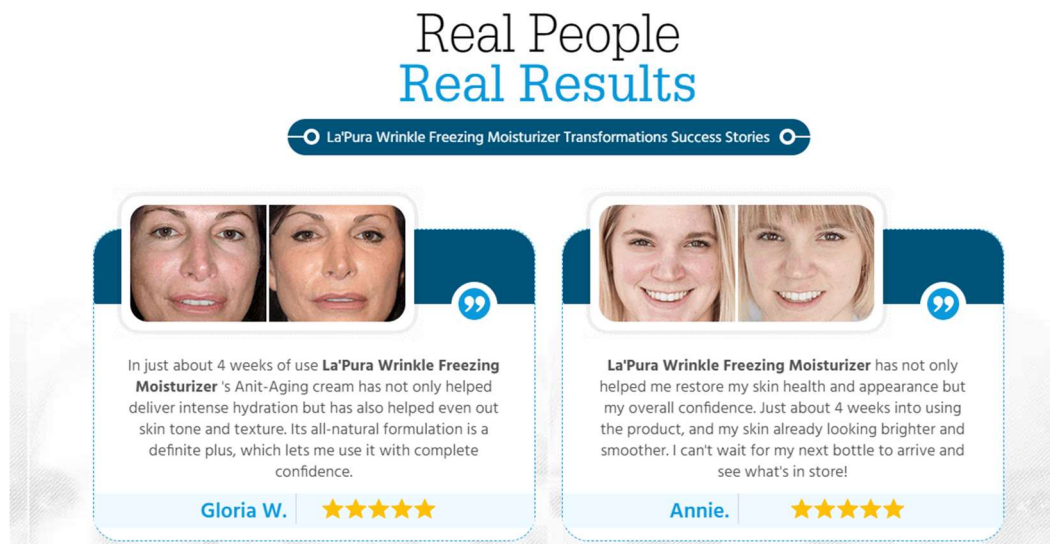 Real People
Real Results
La'Pura Wrinkle Freezing Moisturizer Transformations Success Stories
In just about 4 weeks of use La'Pura Wrinkle Freezing
Moisturizer 's Anit-Aging cream has not only helped
deliver intense hydration but has also helped even out
skin tone and texture. Its all-natural formulation is a
definite plus, which lets me use it with complete
confidence.
Gloria W.
La'Pura Wrinkle Freezing Moisturizer has not only
helped me restore my skin health and appearance but
my overall confidence. Just about 4 weeks into using
the product, and my skin already looking brighter and
smoother. I can't wait for my next bottle to arrive and
see what's in store!
Annie.